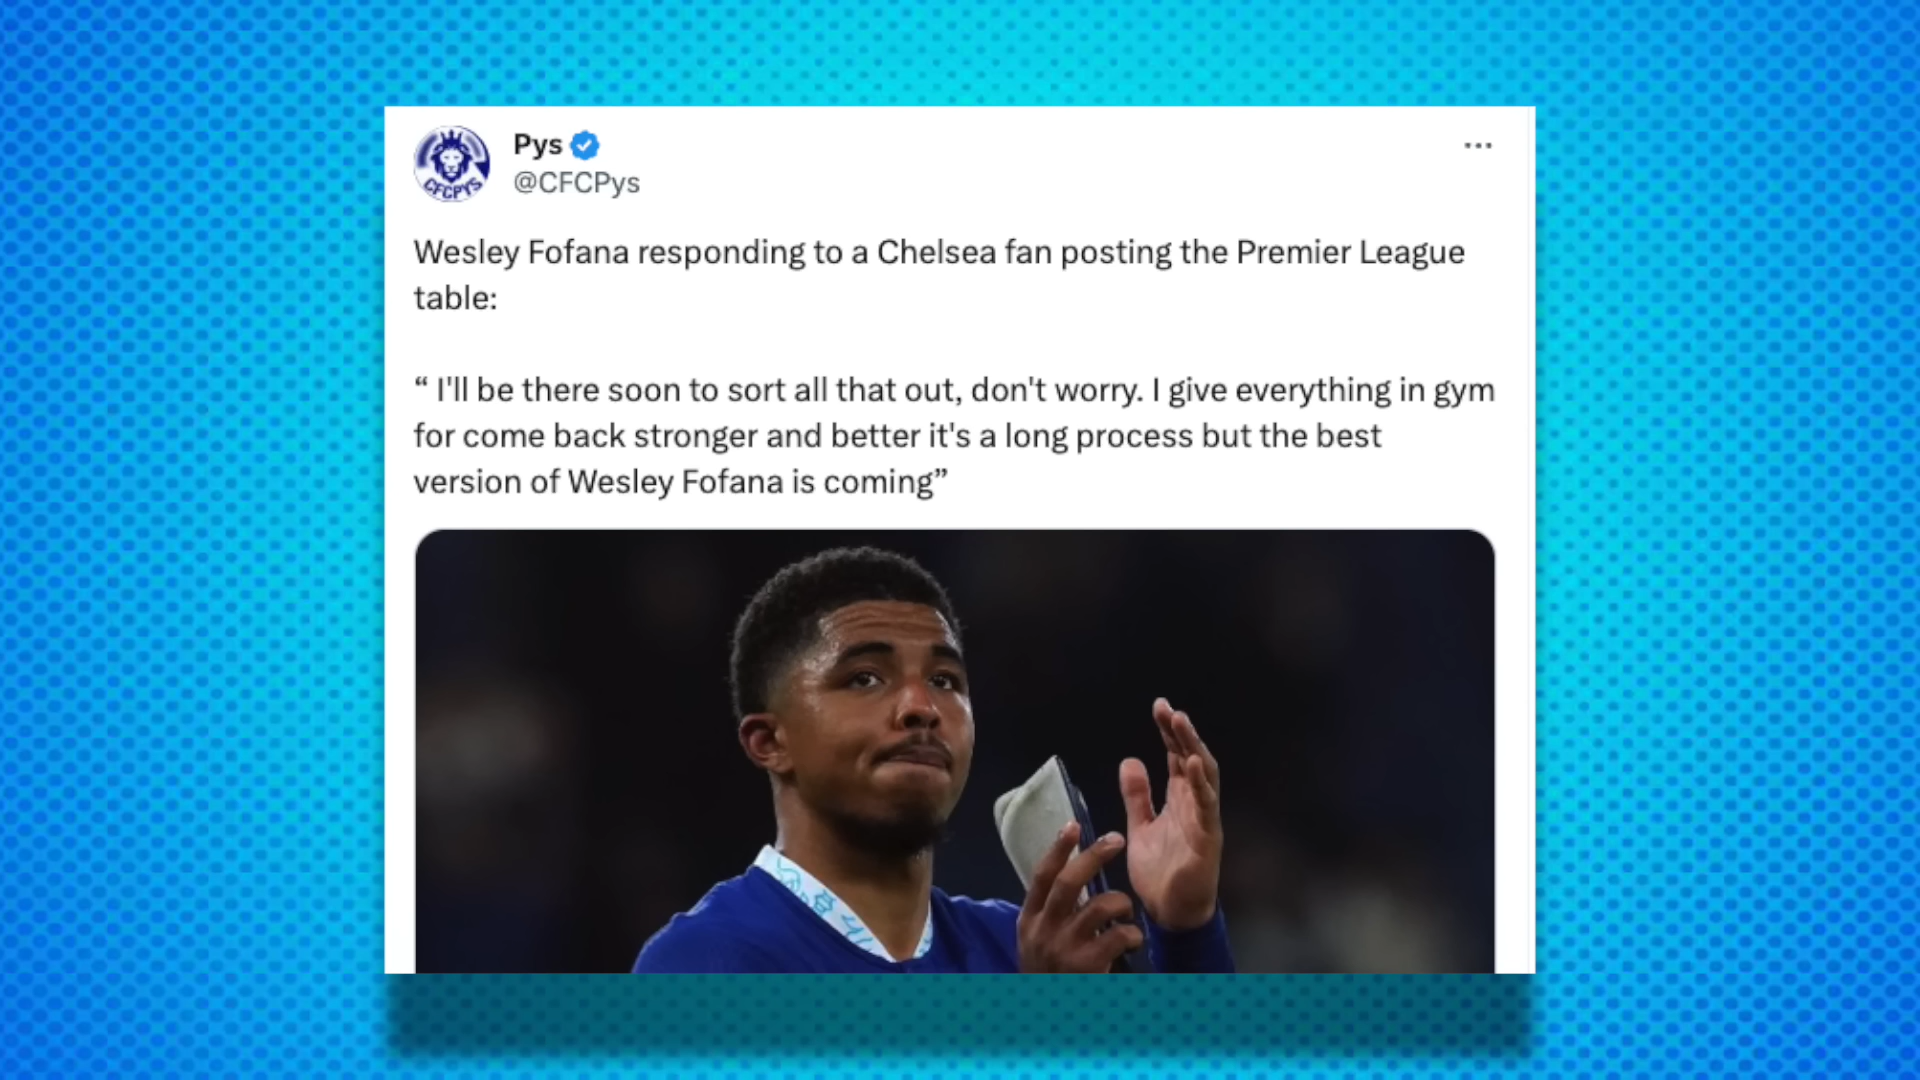 Pys
@CFCPys
CFCPYS
Wesley Fofana responding to a Chelsea fan posting the Premier League
table:
“ I'll be there soon to sort all that out, don't worry. I give everything in gym
for come back stronger and better it's a long process but the best
version of Wesley Fofana is coming”